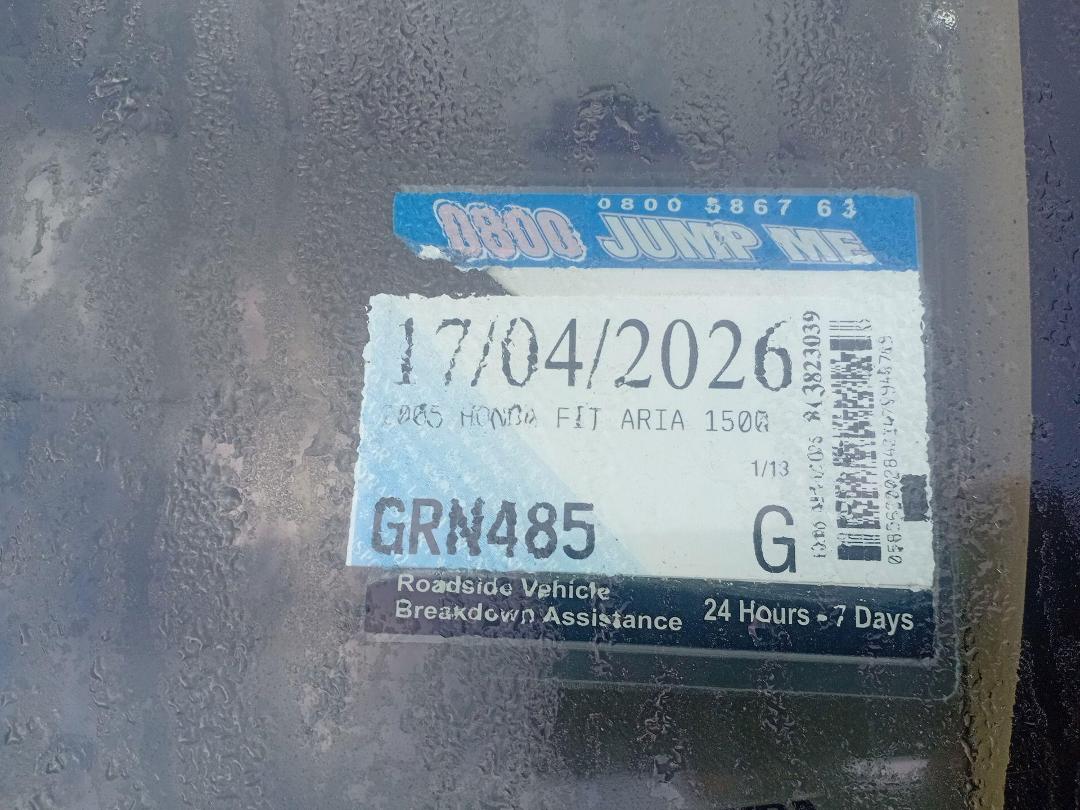 0800 5867 63
0800 JUMP ME
17/04/2026
2005 HONDA FIT ARIA 1500
1/13
GRN485
G
Roadside Vehicle
Breakdown Assistance
24 Hours - 7 Days